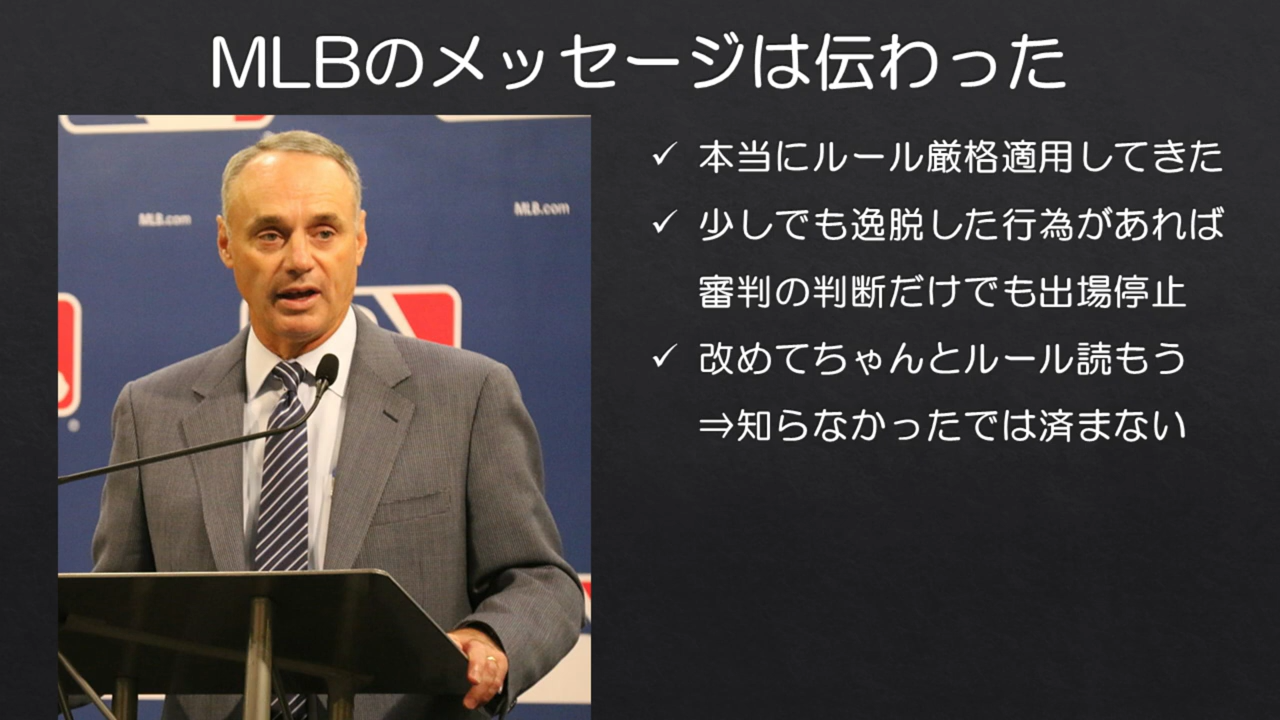 MLBのメッセージは伝わった
MLB.com
MLB.com
✓ 本当にルール厳格適用してきた
✓ 少しでも逸脱した行為があれば
審判の判断だけでも出場停止
✓ 改めてちゃんとルール読もう
⇒知らなかったでは済まない